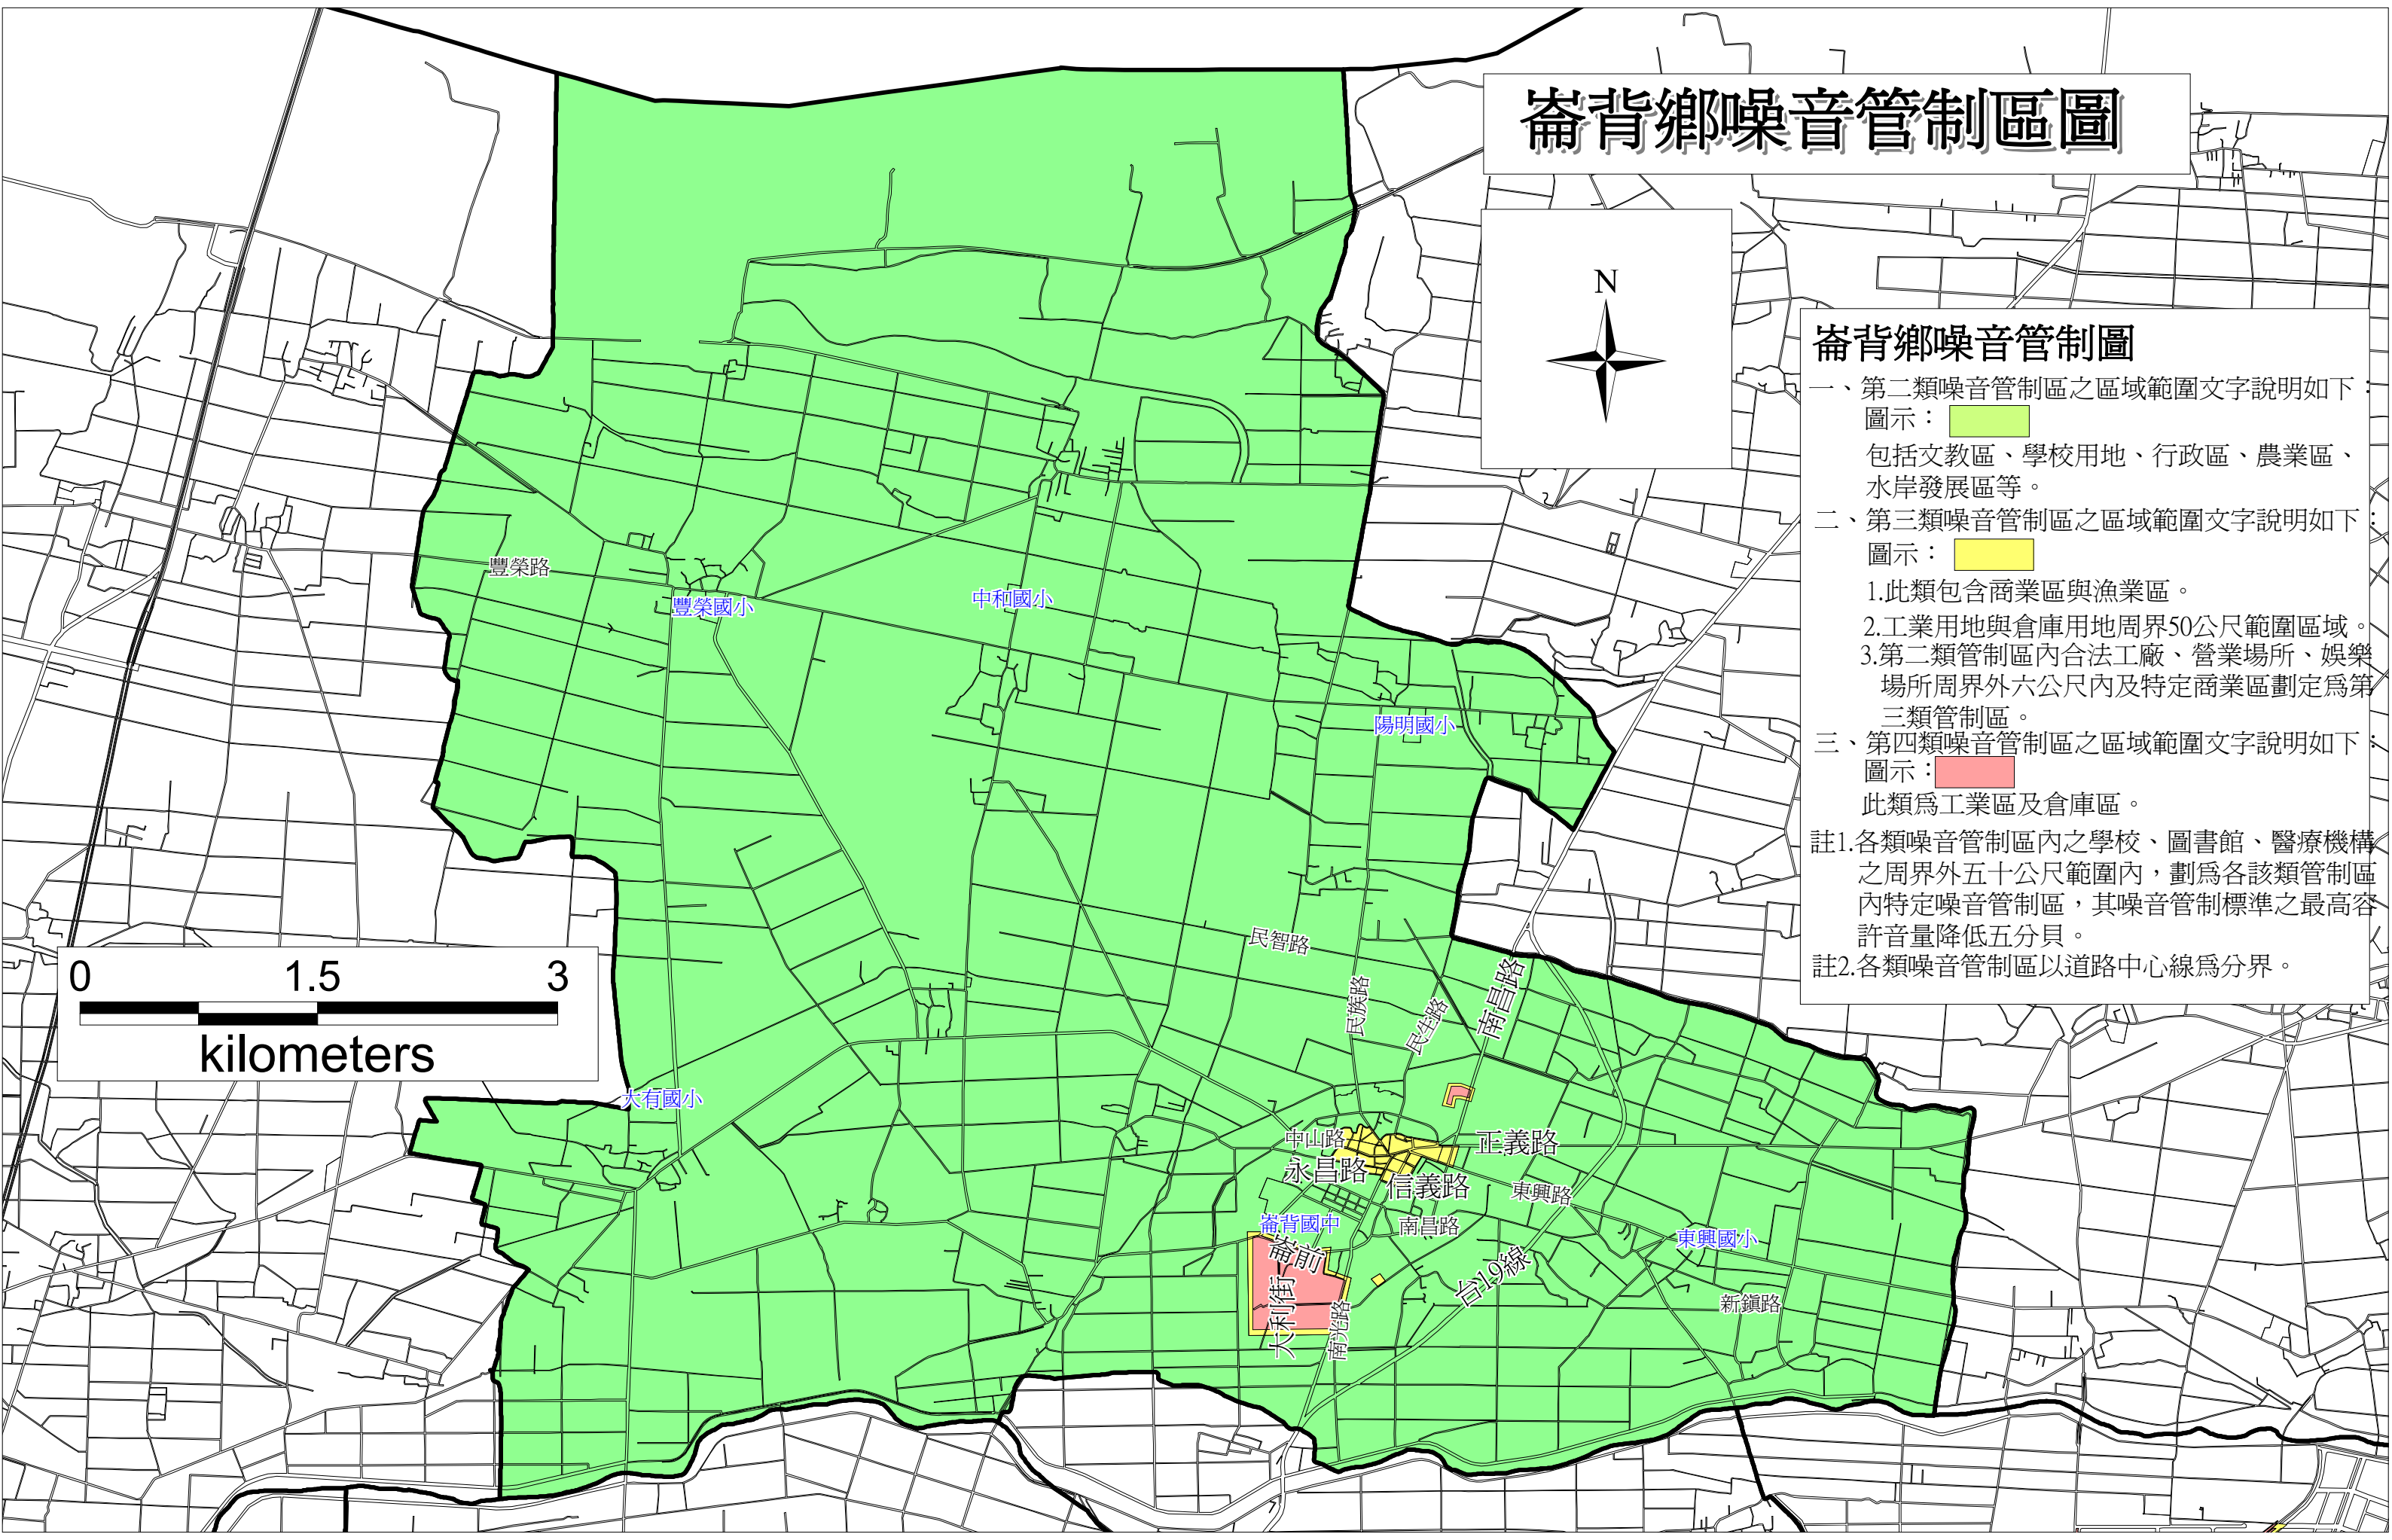 崙背鄉噪音管制區圖
N
崙背鄉噪音管制圖
一、第二類噪音管制區之區域範圍文字說明如下：
圖示：
包括文教區、學校用地、行政區、農業區、
水岸發展區等。
二、第三類噪音管制區之區域範圍文字說明如下：
圖示：
1.此類包含商業區與漁業區。
2.工業用地與倉庫用地周界50公尺範圍區域。
3.第二類管制區內合法工廠、營業場所、娛樂
場所周界外六公尺內及特定商業區劃定為第
三類管制區。
三、第四類噪音管制區之區域範圍文字說明如下：
圖示：
此類為工業區及倉庫區。
註1.各類噪音管制區內之學校、圖書館、醫療機構
之周界外五十公尺範圍內，劃為各該類管制區
內特定噪音管制區，其噪音管制標準之最高容
許音量降低五分貝。
註2.各類噪音管制區以道路中心線為分界。
豐榮路
豐榮國小
中和國小
陽明國小
民智路
民族路
民生路
南昌路
0 1.5 3
kilometers
大有國小
中山路
正義路
永昌路
信義路
東興路
崙背國中
南昌路
東興國小
崙前
台19線
大利街
南光路
新鎮路